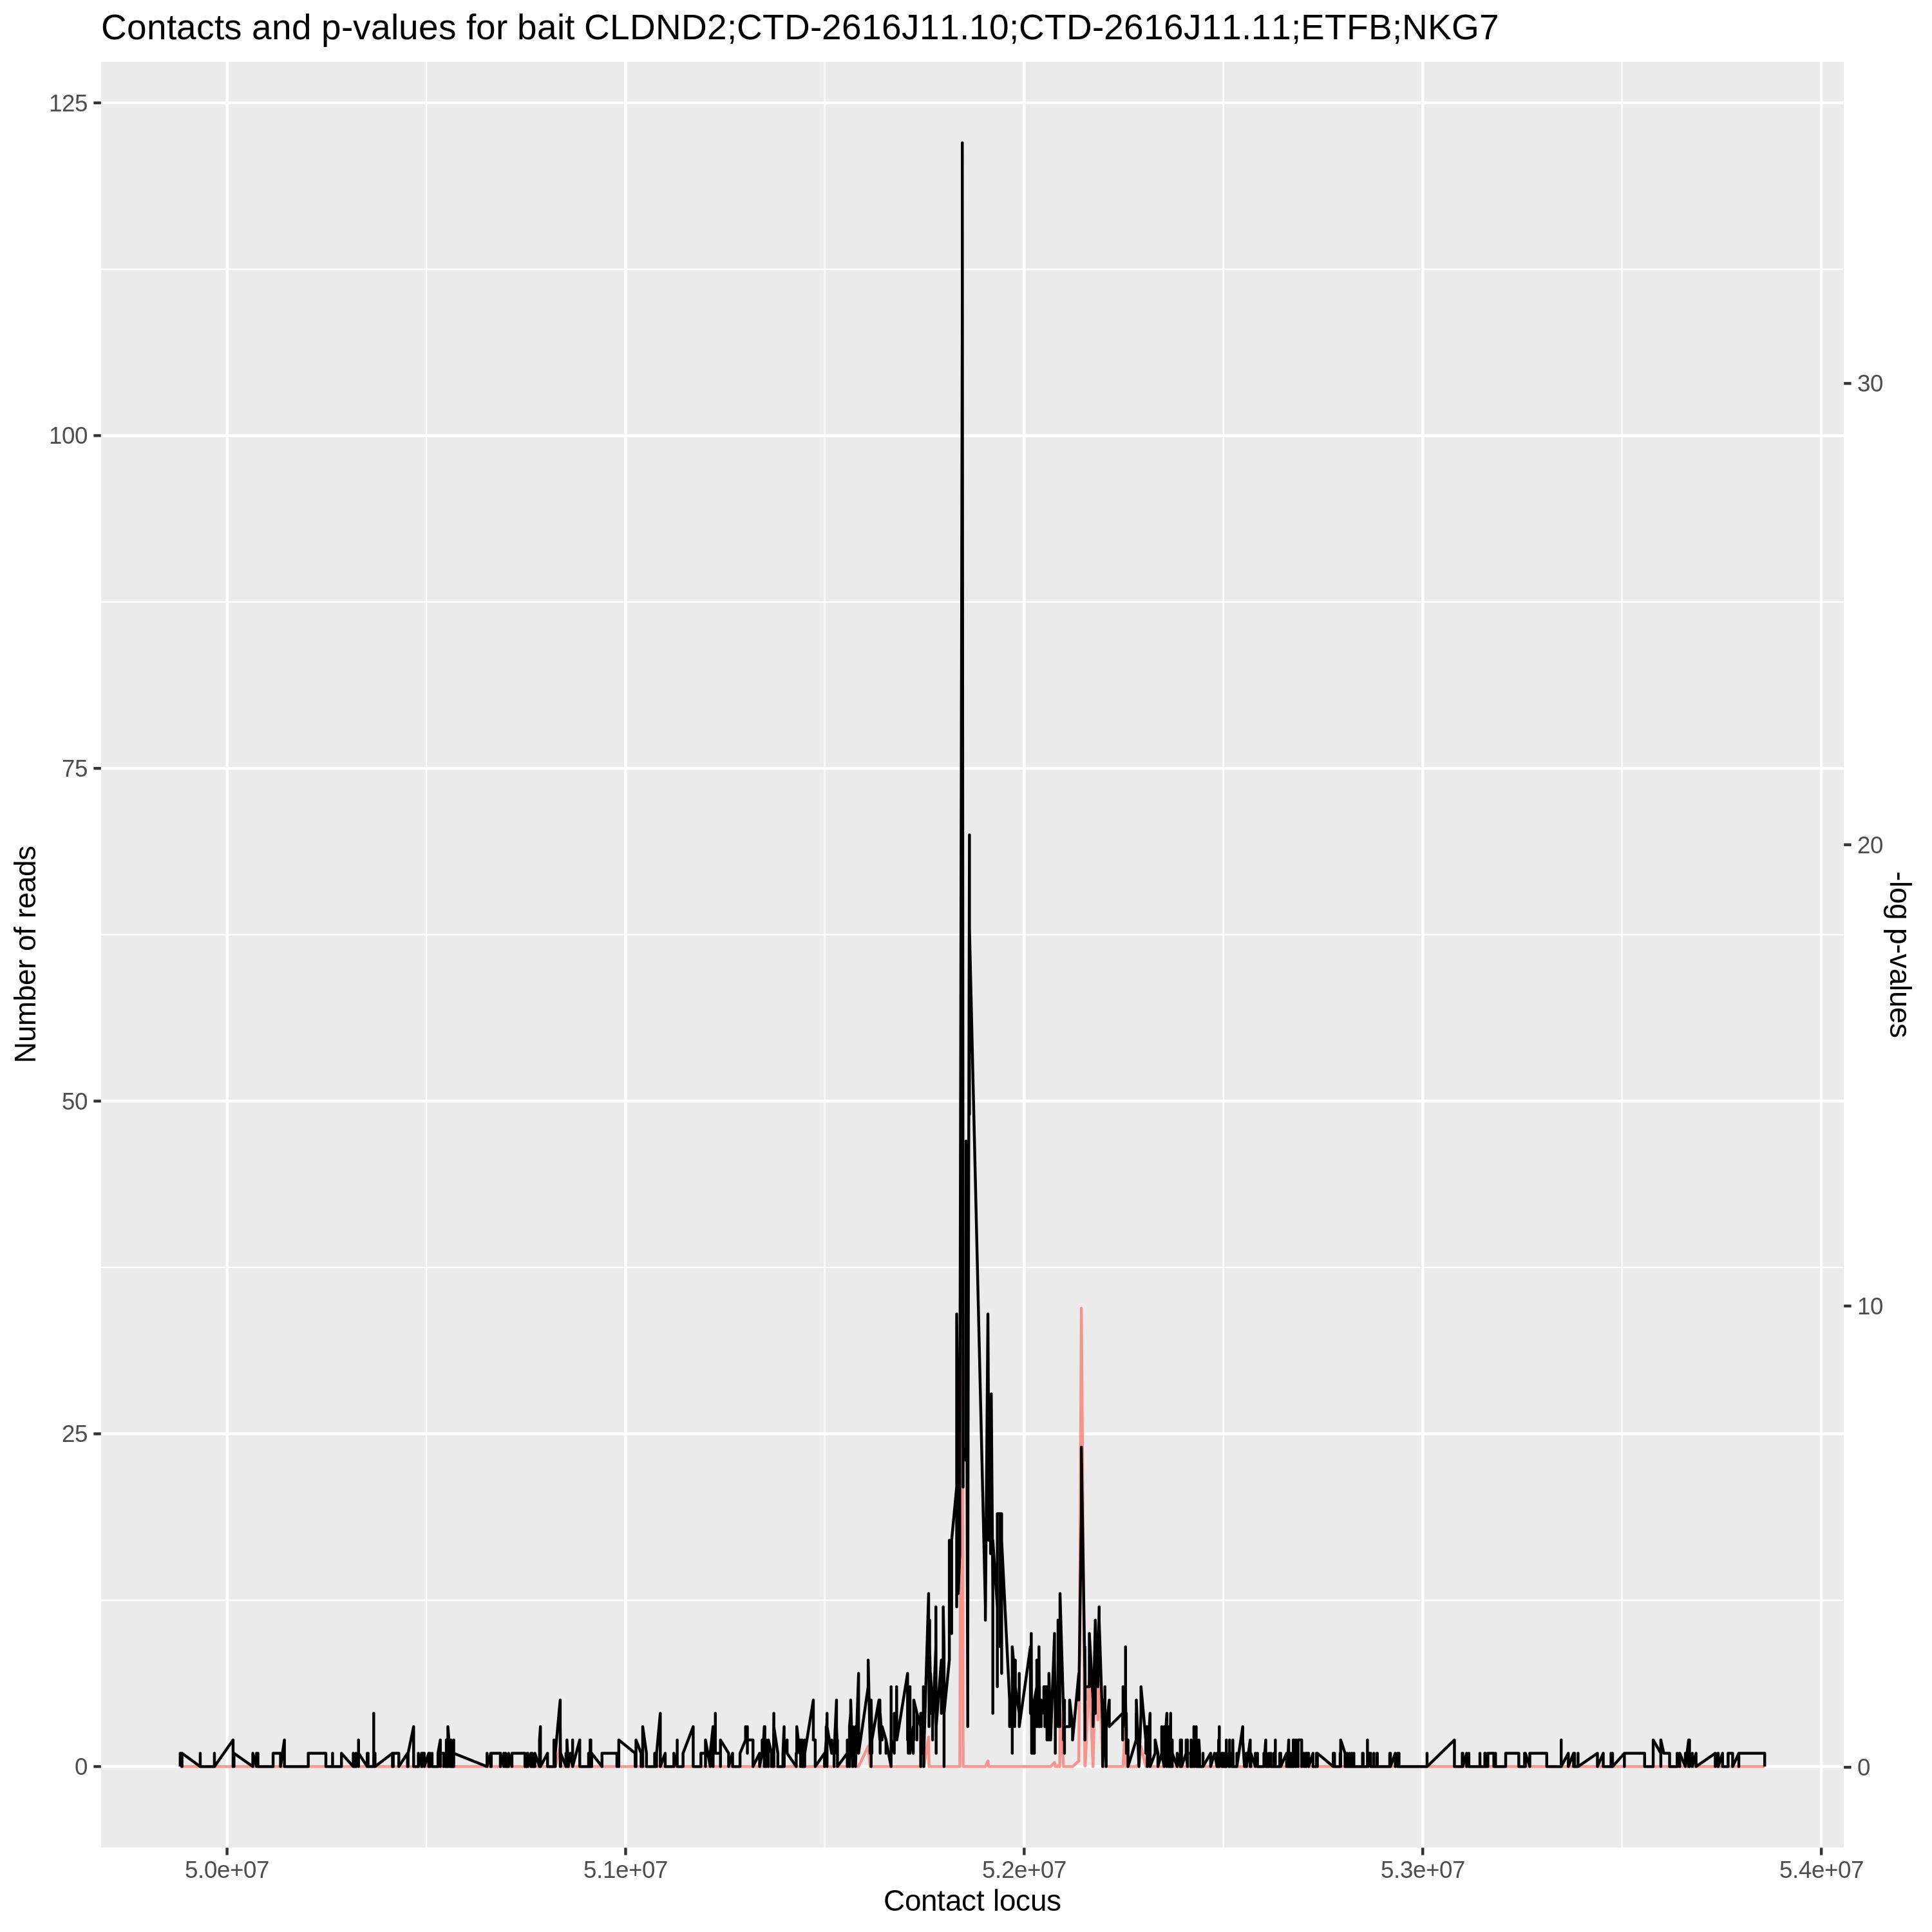 Contacts and p-values for bait CLDND2;CTD-2616J11.10;CTD-2616J11.11;ETFB;NKG7
125
100
75
50
25
0
Number of reads
30
20
10
0
-log p-values
5.0e+07
5.1e+07
5.2e+07
5.3e+07
5.4e+07
Contact locus